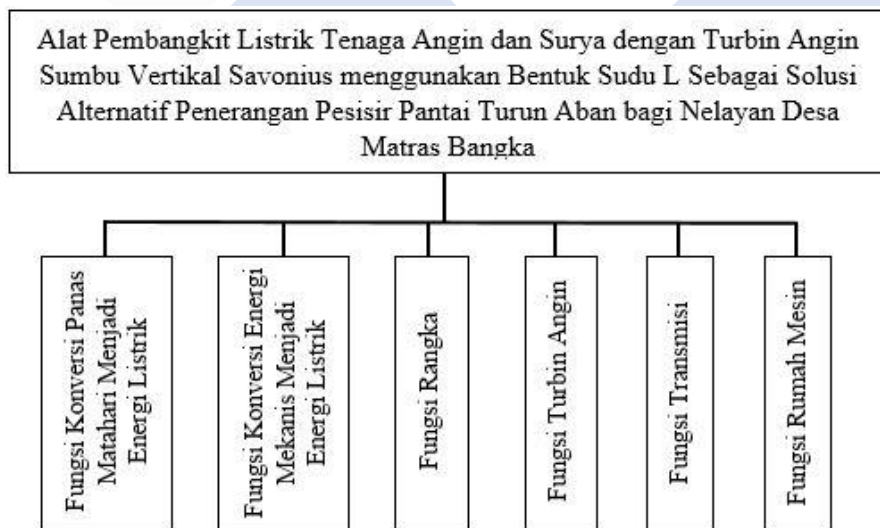 Alat Pembangkit Listrik Tenaga Angin dan Surya dengan Turbin Angin
Sumbu Vertikal Savonius menggunakan Bentuk Sudu L Sebagai Solusi
Alternatif Penerangan Pesisir Pantai Turun Aban bagi Nelayan Desa
Matras Bangka
Fungsi Konversi Panas
Matahari Menjadi
Energi Listrik
Fungsi Konversi Energi
Mekanis Menjadi
Energi Listrik
Fungsi Rangka
Fungsi Turbin Angin
Fungsi Transmisi
Fungsi Rumah Mesin